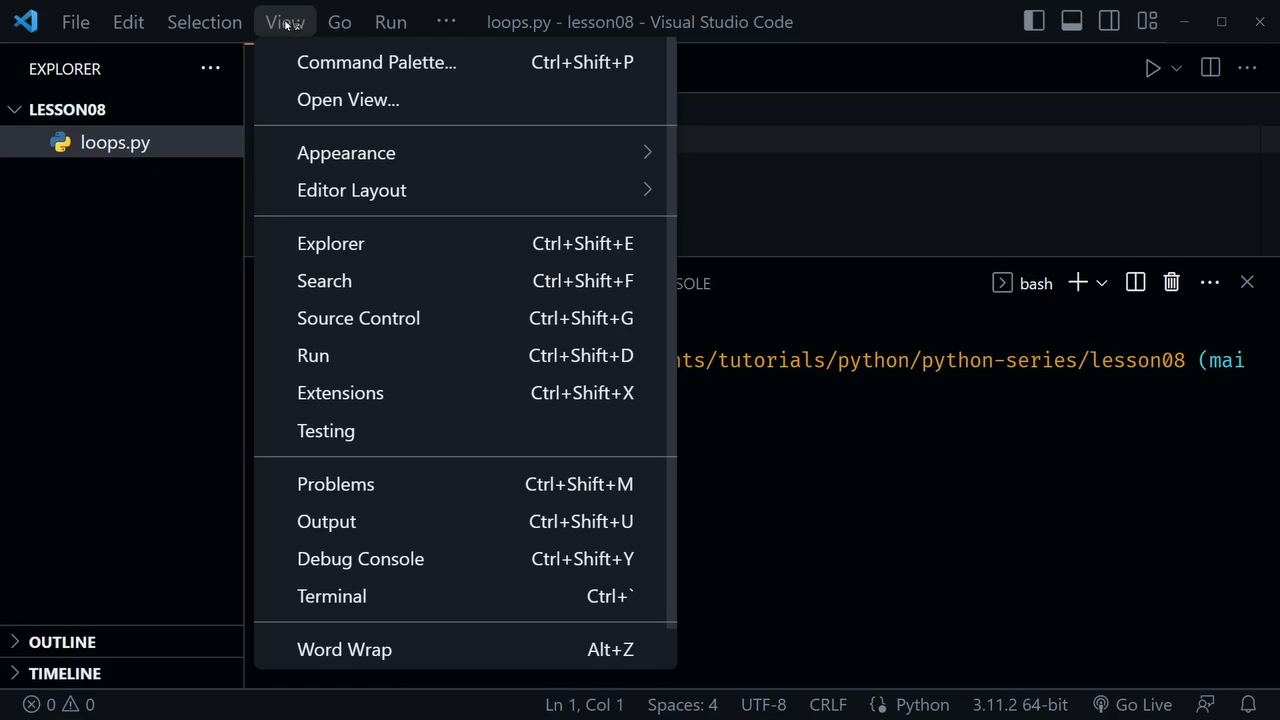 File Edit Selection View Go Run ··· loops.py - lesson08 - Visual Studio Code
EXPLORER ···
LESSON08
loops.py
Command Palette... Ctrl+Shift+P
Open View...
Appearance
Editor Layout
Explorer Ctrl+Shift+E
Search Ctrl+Shift+F
Source Control Ctrl+Shift+G
Run Ctrl+Shift+D
Extensions Ctrl+Shift+X
Testing
Problems Ctrl+Shift+M
Output Ctrl+Shift+U
Debug Console Ctrl+Shift+Y
Terminal Ctrl+`
Word Wrap Alt+Z
SOLE
bash
nts/tutorials/python/python-series/lesson08 (mai
OUTLINE
TIMELINE
0 0 Ln 1, Col 1 Spaces: 4 UTF-8 CRLF Python 3.11.2 64-bit Go Live